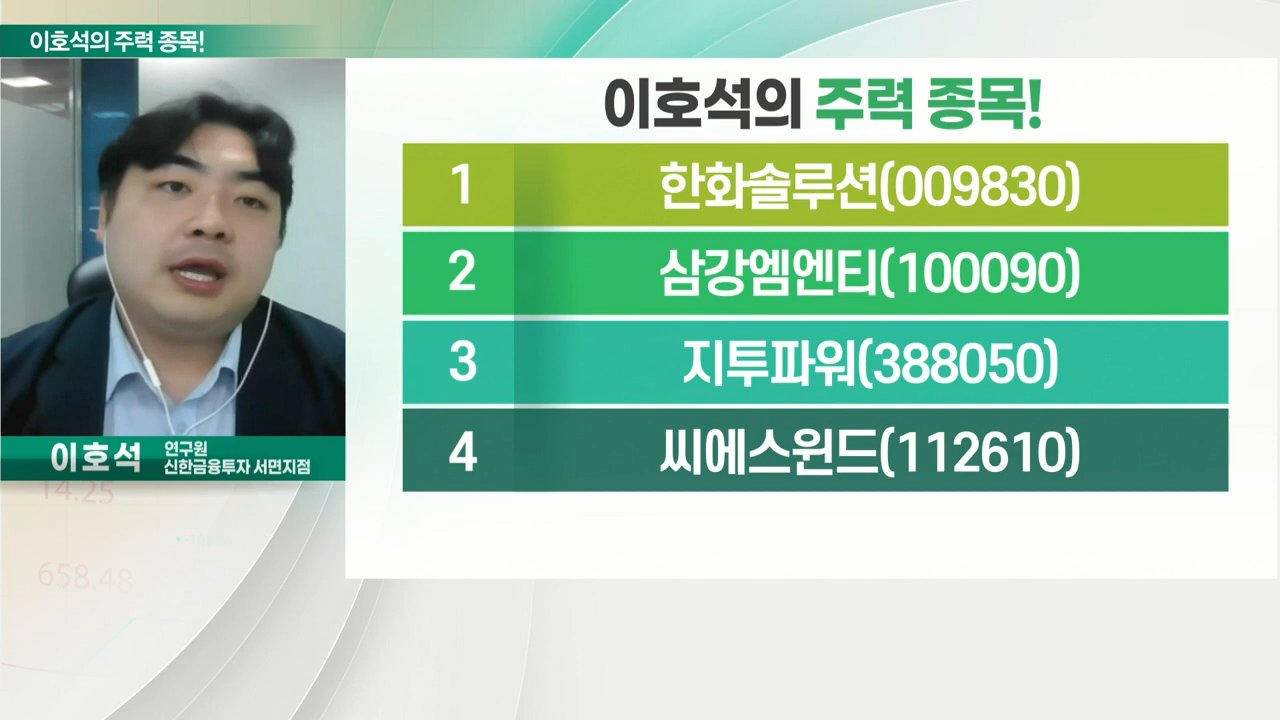 이호석의 주력 종목!
이호석의 주력 종목!
1 한화솔루션(009830)
2 삼강엠엔티(100090)
3 지투파워(388050)
4 씨에스윈드(112610)
이호석 연구원
신한금융투자 서면지점
14.25
658.48